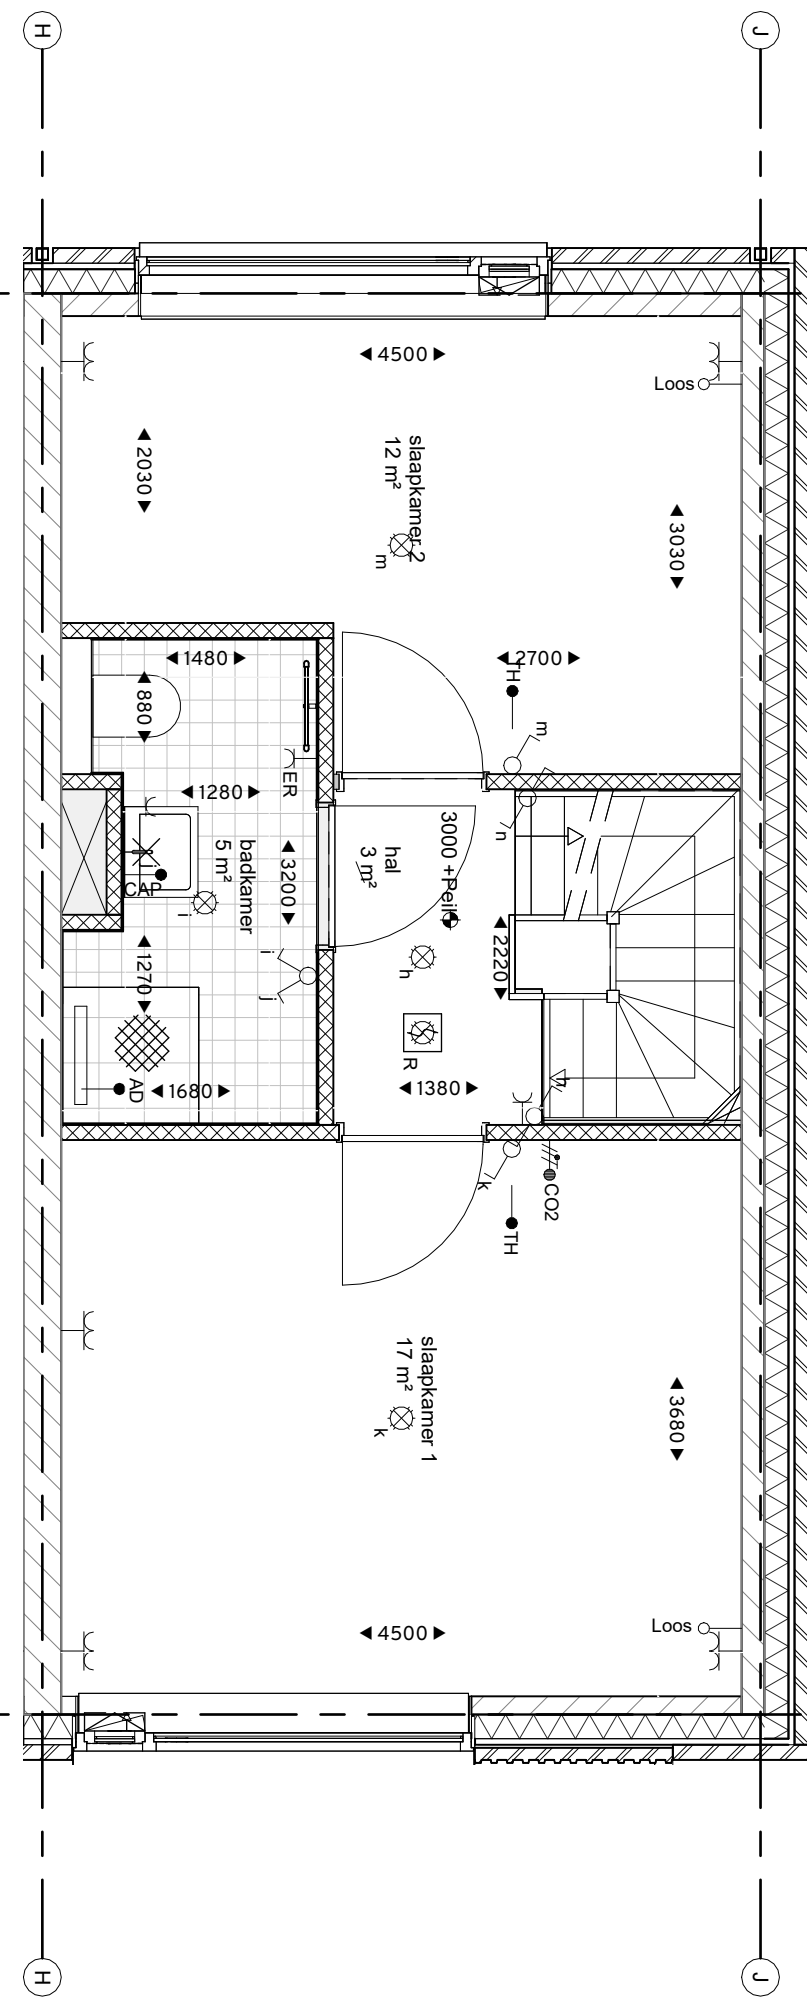 H
J
4500
Loos
2030
slaapkamer 2
12 m²
m
3030
1480
880
2700
TH
m
ER
1280
n
3000 +Peil
hal
3 m²
badkamer
5 m²
3200
CAP
i
i
j
2220
h
1270
R
AD
1680
1380
h
k
CO2
TH
slaapkamer 1
17 m²
k
3680
4500
Loos
H
J